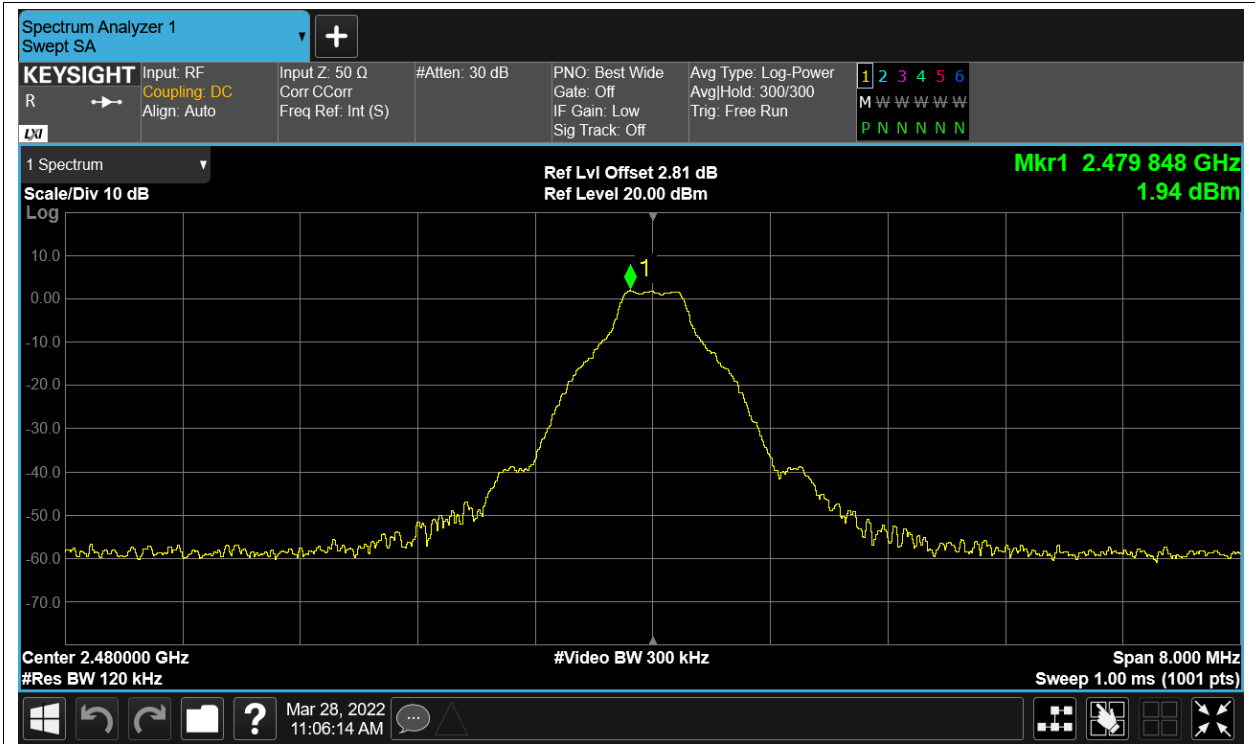 Spectrum Analyzer 1
Swept SA
KEYSIGHT
R
LXI
Input: RF
Coupling: DC
Align: Auto
Input Z: 50 Ω
Corr CCorr
Freq Ref: Int (S)
#Atten: 30 dB
PNO: Best Wide
Gate: Off
IF Gain: Low
Sig Track: Off
Avg Type: Log-Power
Avg|Hold: 300/300
Trig: Free Run
1 2 3 4 5 6
M W W W W W
P N N N N N
1 Spectrum
Scale/Div 10 dB
Log
Ref Lvl Offset 2.81 dB
Ref Level 20.00 dBm
Mkr1 2.479 848 GHz
1.94 dBm
1
10.0
0.00
-10.0
-20.0
-30.0
-40.0
-50.0
-60.0
-70.0
Center 2.480000 GHz
#Res BW 120 kHz
#Video BW 300 kHz
Span 8.000 MHz
Sweep 1.00 ms (1001 pts)
?
Mar 28, 2022
11:06:14 AM